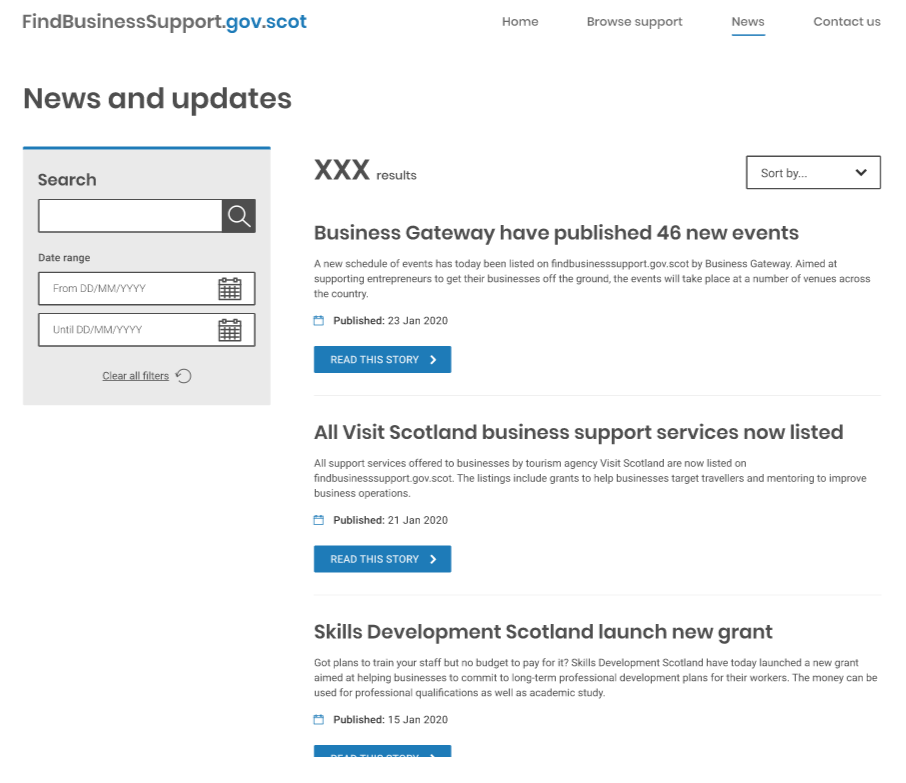 FindBusinessSupport.gov.scot
Home Browse support News Contact us
News and updates
Search
Date range
From DD/MM/YYYY
Until DD/MM/YYYY
Clear all filters
XXX results
Sort by...
Business Gateway have published 46 new events
A new schedule of events has today been listed on findbusinesssupport.gov.scot by Business Gateway. Aimed at
supporting entrepreneurs to get their businesses off the ground, the events will take place at a number of venues across
the country.
Published: 23 Jan 2020
READ THIS STORY
All Visit Scotland business support services now listed
All support services offered to businesses by tourism agency Visit Scotland are now listed on
findbusinesssupport.gov.scot. The listings include grants to help businesses target travellers and mentoring to improve
business operations.
Published: 21 Jan 2020
READ THIS STORY
Skills Development Scotland launch new grant
Got plans to train your staff but no budget to pay for it? Skills Development Scotland have today launched a new grant
aimed at helping businesses to commit to long-term professional development plans for their workers. The money can be
used for professional qualifications as well as academic study.
Published: 15 Jan 2020
READ THIS STORY